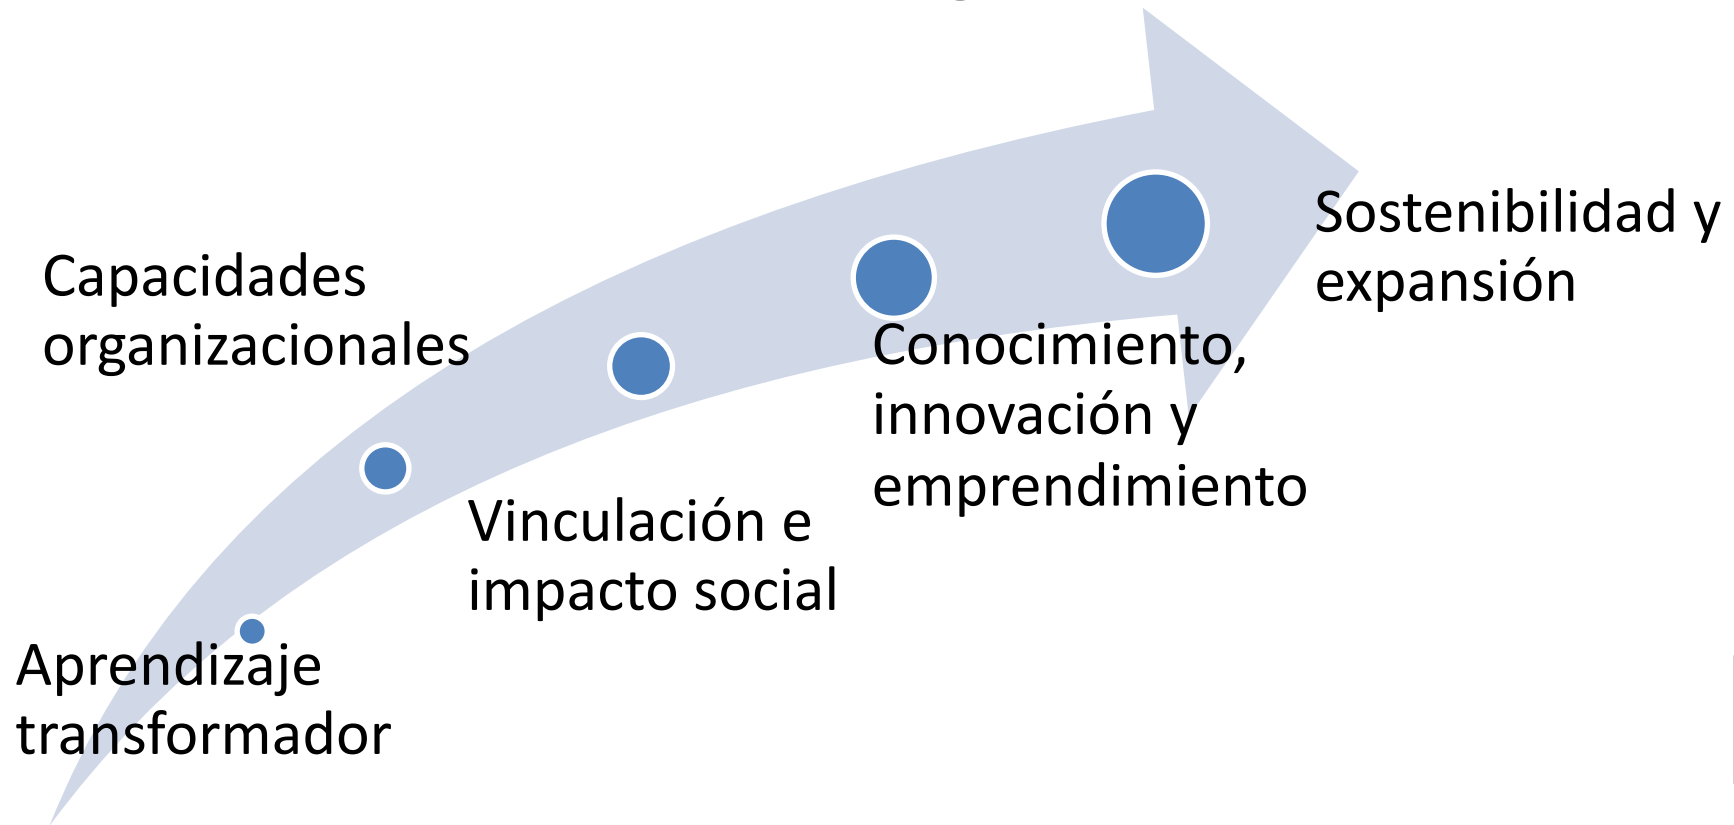 Sostenibilidad y
expansión
Capacidades
organizacionales
Conocimiento,
innovación y
emprendimiento
Vinculación e
impacto social
Aprendizaje
transformador